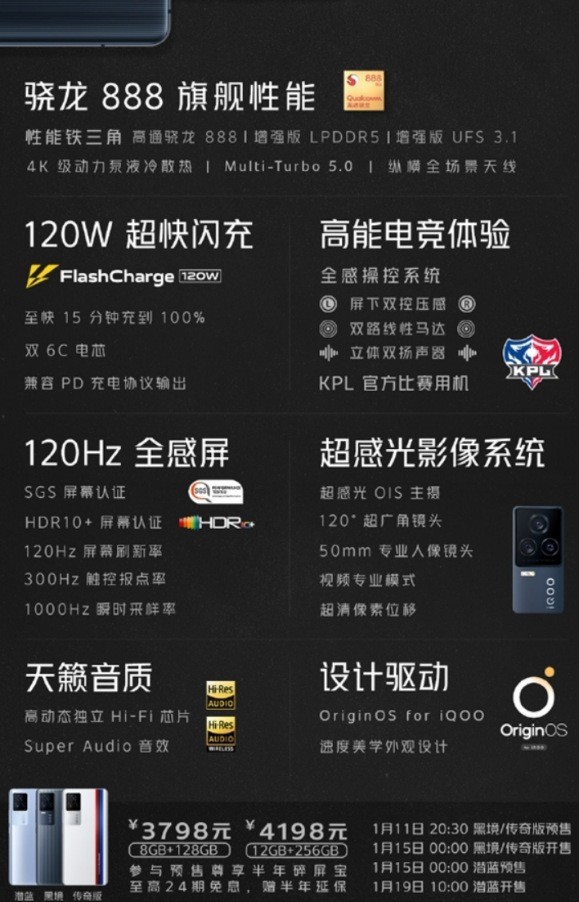 骁龙 888 旗舰性能
888
Qualcomm
性能铁三角 高通骁龙 888 | 增强版 LPDDR5 | 增强版 UFS 3.1
4K 级动力泵液冷散热 | Multi-Turbo 5.0 | 纵横全场景天线
120W 超快闪充
FlashCharge 120W
至快 15 分钟充到 100%
双 6C 电芯
兼容 PD 充电协议输出
高能电竞体验
全感操控系统
L 屏下双控压感 R
双路线性马达
立体双扬声器
KPL 官方比赛用机
KPL
120Hz 全感屏
SGS 屏幕认证
SGS
HDR10+ 屏幕认证
HDR10+
120Hz 屏幕刷新率
300Hz 触控报点率
1000Hz 瞬时采样率
超感光影像系统
超感光 OIS 主摄
120° 超广角镜头
50mm 专业人像镜头
视频专业模式
超清像素位移
iQOO
天籁音质
高动态独立 Hi-Fi 芯片
Super Audio 音效
Hi-Res
AUDIO
Hi-Res
AUDIO
WIRELESS
设计驱动
OriginOS for iQOO
速度美学外观设计
OriginOS
潜蓝 黑境 传奇版
¥3798元 ¥4198元
8GB+128GB 12GB+256GB
参与预售尊享半年碎屏宝
至高24期免息，赠半年延保
1月11日 20:30 黑境/传奇版预售
1月15日 00:00 黑境/传奇版开售
1月15日 00:00 潜蓝预售
1月19日 10:00 潜蓝开售